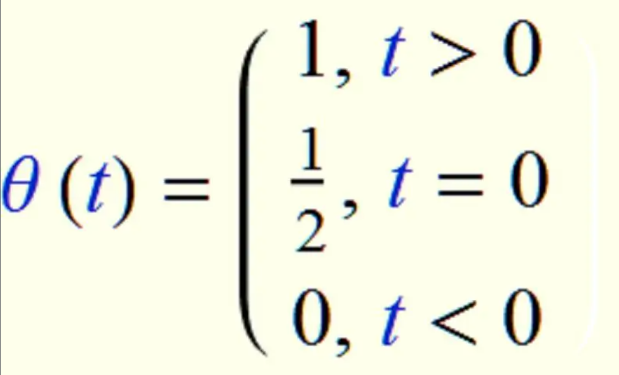 1, t > 0
θ (t) = ( 1/2, t = 0
0, t < 0